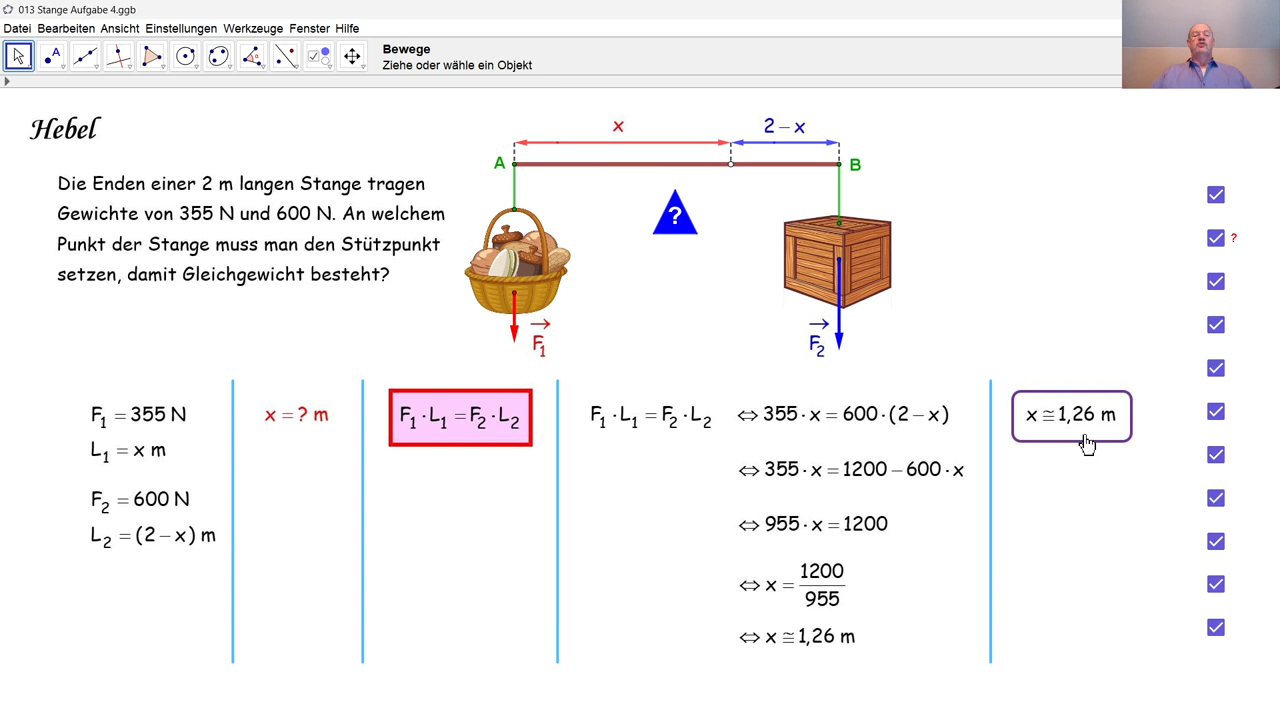 013 Stange Aufgabe 4.ggb
Datei Bearbeiten Ansicht Einstellungen Werkzeuge Fenster Hilfe
A
Bewege
Ziehe oder wähle ein Objekt
Hebel
Die Enden einer 2 m langen Stange tragen
Gewichte von 355 N und 600 N. An welchem
Punkt der Stange muss man den Stützpunkt
setzen, damit Gleichgewicht besteht?
x
2 − x
A
B
?
F₁
F₂
?
F₁ = 355 N
L₁ = x m
F₂ = 600 N
L₂ = (2 − x) m
x = ? m
F₁ · L₁ = F₂ · L₂
F₁ · L₁ = F₂ · L₂ ⇔ 355 · x = 600 · (2 − x)
⇔ 355 · x = 1200 − 600 · x
⇔ 955 · x = 1200
⇔ x = 1200/955
⇔ x ≅ 1,26 m
x ≅ 1,26 m